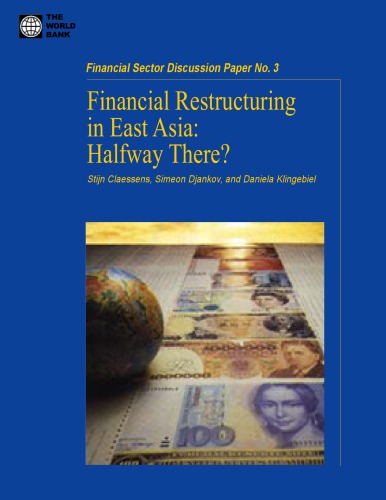 THE
WORLD
BANK
Financial Sector Discussion Paper No. 3
Financial Restructuring
in East Asia:
Halfway There?
Stijn Claessens, Simeon Djankov, and Daniela Klingebiel
100